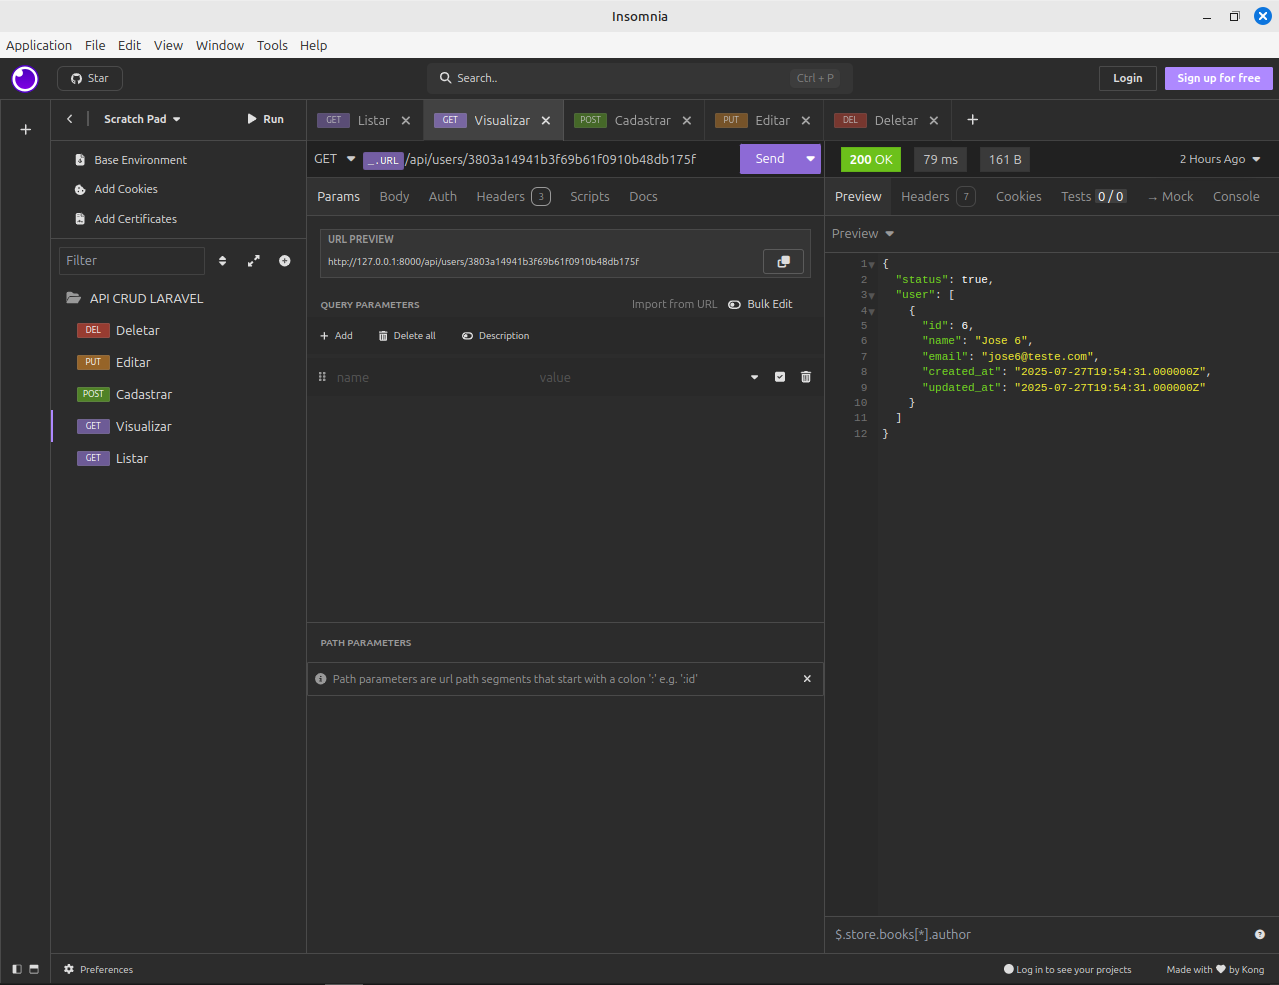 Insomnia
Application File Edit View Window Tools Help
Star
Search..
Ctrl + P
Login
Sign up for free
Scratch Pad
Run
Base Environment
Add Cookies
Add Certificates
Filter
API CRUD LARAVEL
DEL Deletar
PUT Editar
POST Cadastrar
GET Visualizar
GET Listar
GET Listar
GET Visualizar
POST Cadastrar
PUT Editar
DEL Deletar
GET _.URL/api/users/3803a14941b3f69b61f0910b48db175f
Send
Params Body Auth Headers 3 Scripts Docs
URL PREVIEW
http://127.0.0.1:8000/api/users/3803a14941b3f69b61f0910b48db175f
QUERY PARAMETERS
Import from URL
Bulk Edit
Add
Delete all
Description
name
value
PATH PARAMETERS
Path parameters are url path segments that start with a colon ':' e.g. ':id'
200 OK
79 ms
161 B
2 Hours Ago
Preview Headers 7 Cookies Tests 0 / 0 → Mock Console
Preview
1 {
2 "status": true,
3 "user": [
4 {
5 "id": 6,
6 "name": "Jose 6",
7 "email": "jose6@teste.com",
8 "created_at": "2025-07-27T19:54:31.000000Z",
9 "updated_at": "2025-07-27T19:54:31.000000Z"
10 }
11 ]
12 }
$.store.books[*].author
Preferences
Log in to see your projects
Made with ♥ by Kong